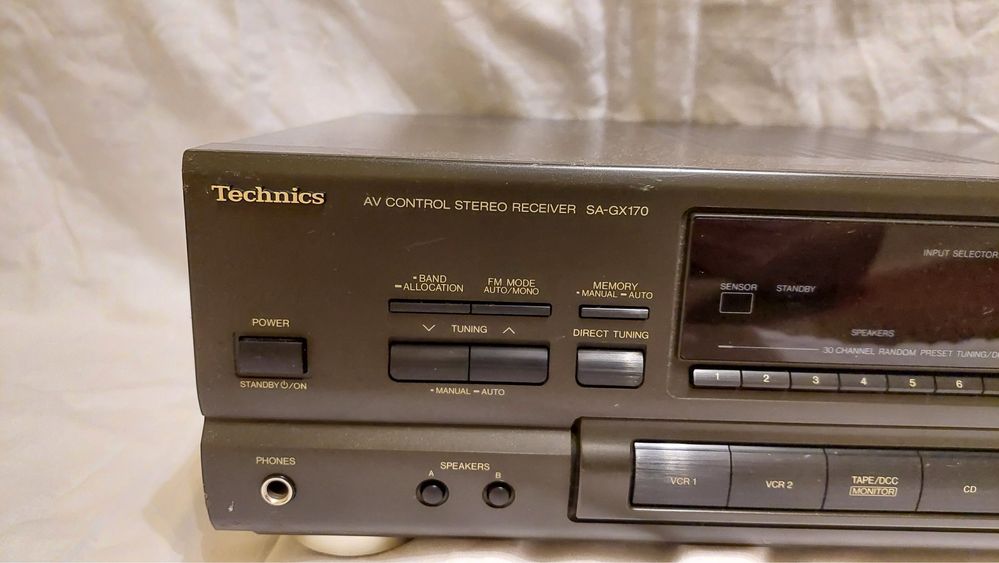 Technics
AV CONTROL STEREO RECEIVER SA-GX170
INPUT SELECTOR
BAND
ALLOCATION
FM MODE
AUTO/MONO
MEMORY
MANUAL AUTO
SENSOR
STANDBY
POWER
TUNING
DIRECT TUNING
SPEAKERS
30 CHANNEL RANDOM PRESET TUNING/DI
1 2 3 4 5 6
STANDBY ⏻/ON
MANUAL AUTO
PHONES
SPEAKERS
A
B
VCR 1
VCR 2
TAPE/DCC
MONITOR
CD